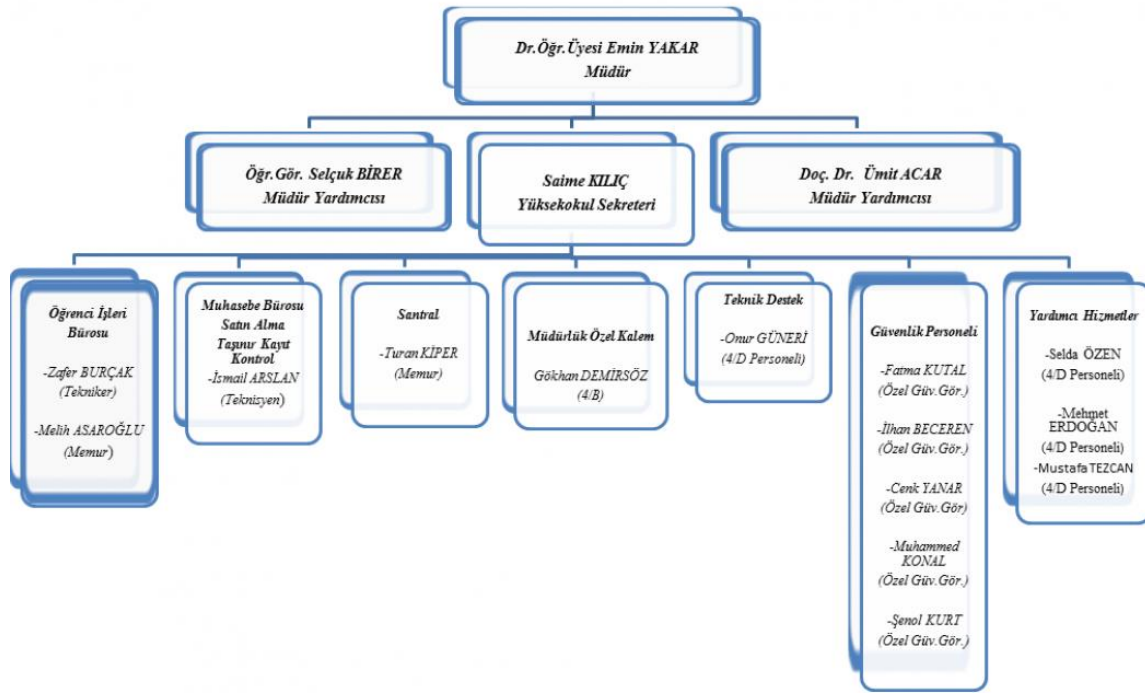 Dr.Öğr.Üyesi Emin YAKAR
Müdür
Öğr.Gör. Selçuk BİRER
Müdür Yardımcısı
Saime KILIÇ
Yüksekokul Sekreteri
Doç. Dr. Ümit ACAR
Müdür Yardımcısı
Öğrenci İşleri
Bürosu
-Zafer BURÇAK
(Tekniker)
-Melih ASAROĞLU
(Memur)
Muhasebe Bürosu
Satın Alma
Taşınır Kayıt
Kontrol
-İsmail ARSLAN
(Teknisyen)
Santral
-Turan KİPER
(Memur)
Müdürlük Özel Kalem
Gökhan DEMİRSÖZ
(4/B)
Teknik Destek
-Onur GÜNERİ
(4/D Personeli)
Güvenlik Personeli
-Fatma KUTAL
(Özel Güv.Gör.)
-İlhan BECEREN
(Özel Güv.Gör.)
-Cenk YANAR
(Özel Güv.Gör)
-Muhammed
KONAL
(Özel Güv.Gör.)
-Şenol KURT
(Özel Güv.Gör.)
Yardımcı Hizmetler
-Selda ÖZEN
(4/D Personeli)
-Mehmet
ERDOĞAN
(4/D Personeli)
-Mustafa TEZCAN
(4/D Personeli)